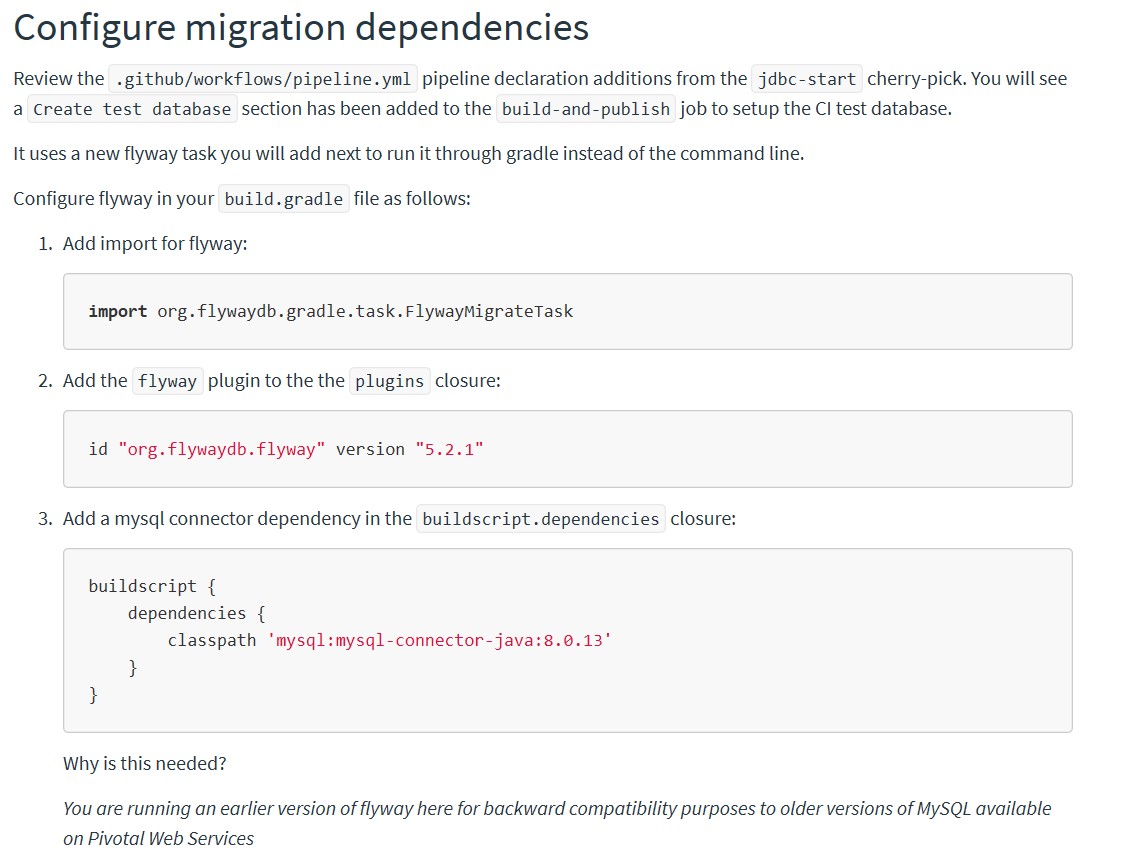 Configure migration dependencies
Review the .github/workflows/pipeline.yml pipeline declaration additions from the jdbc-start cherry-pick. You will see
a Create test database section has been added to the build-and-publish job to setup the CI test database.
It uses a new flyway task you will add next to run it through gradle instead of the command line.
Configure flyway in your build.gradle file as follows:
1. Add import for flyway:
import org.flywaydb.gradle.task.FlywayMigrateTask
2. Add the flyway plugin to the the plugins closure:
id "org.flywaydb.flyway" version "5.2.1"
3. Add a mysql connector dependency in the buildscript.dependencies closure:
buildscript {
    dependencies {
        classpath 'mysql:mysql-connector-java:8.0.13'
    }
}
Why is this needed?
You are running an earlier version of flyway here for backward compatibility purposes to older versions of MySQL available
on Pivotal Web Services